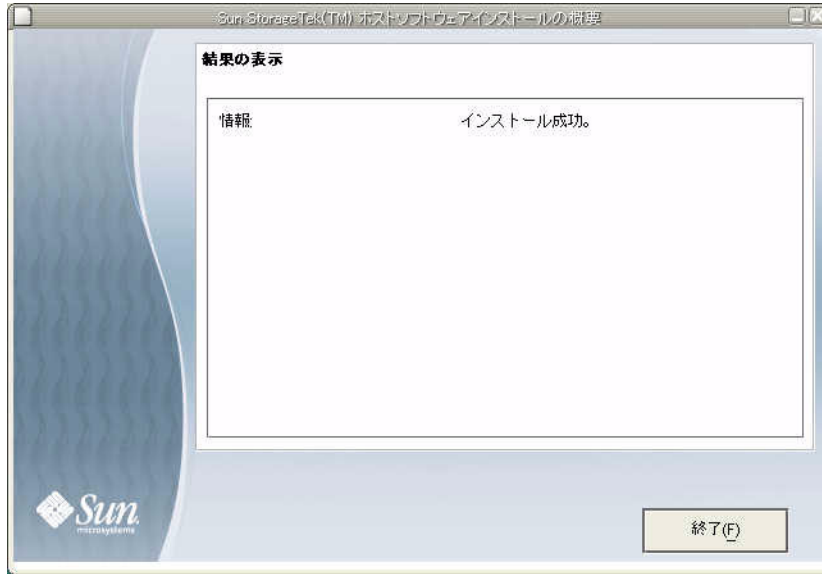 Sun StorageTek(TM) ホストソフトウェアインストールの概要
結果の表示
情報: インストール成功。
Sun
microsystems
終了(F)